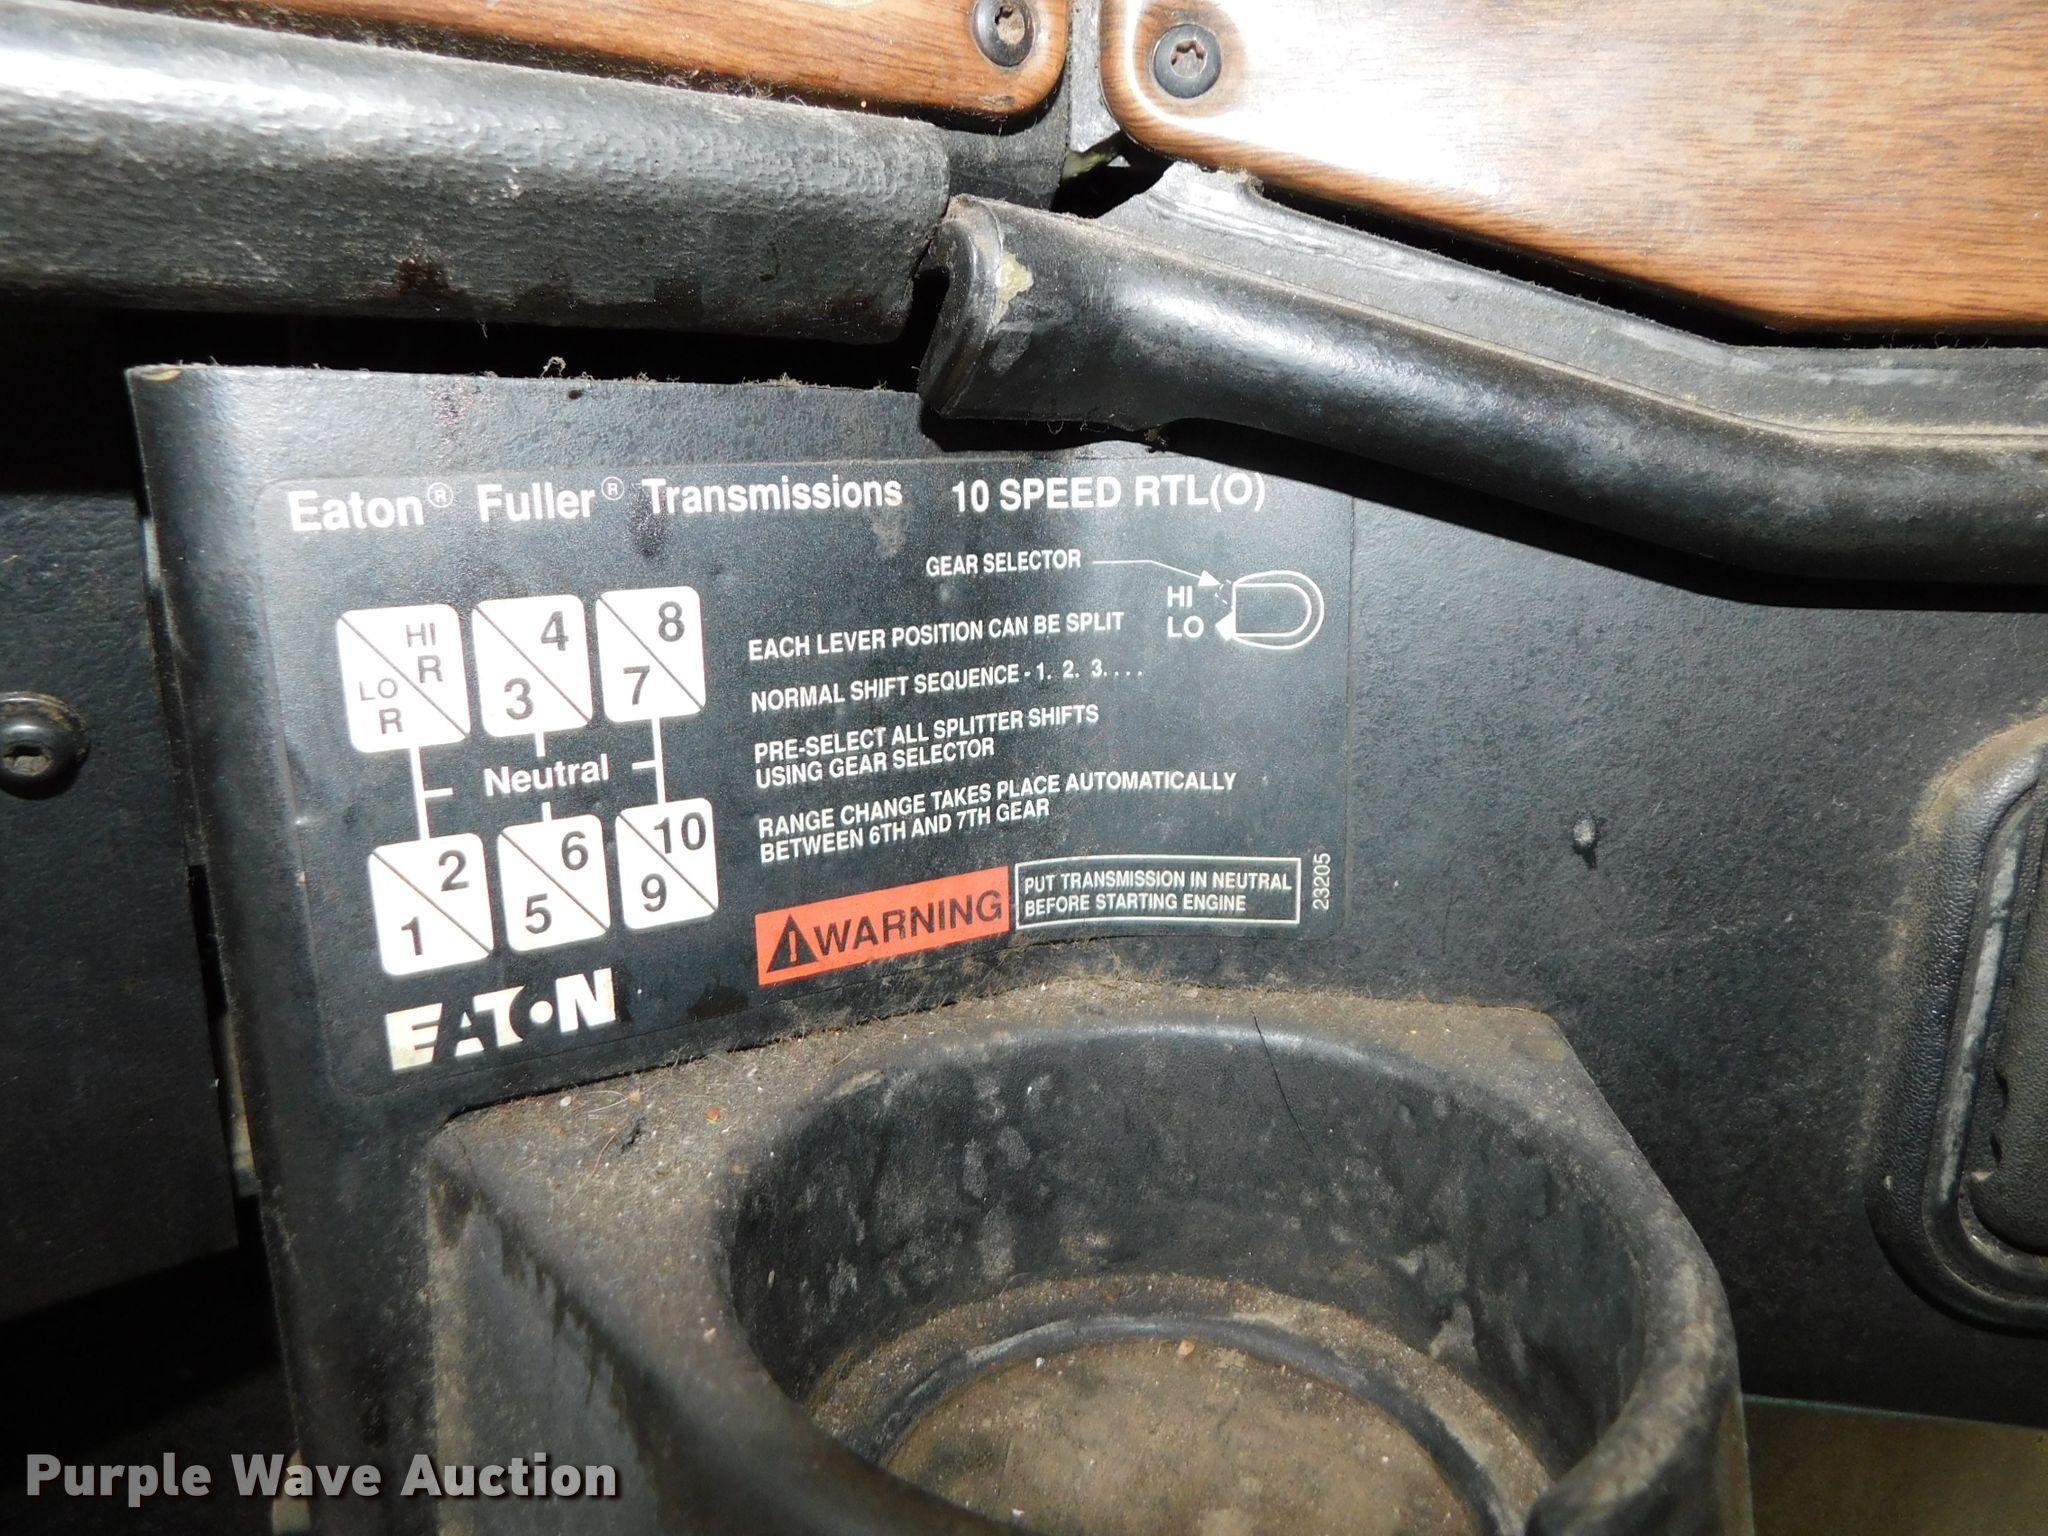 Eaton® Fuller® Transmissions 10 SPEED RTL(O)
GEAR SELECTOR
HI
LO
HI
R
LO
R
4
3
8
7
Neutral
2
1
6
5
10
9
EACH LEVER POSITION CAN BE SPLIT
NORMAL SHIFT SEQUENCE - 1. 2. 3. . . .
PRE-SELECT ALL SPLITTER SHIFTS
USING GEAR SELECTOR
RANGE CHANGE TAKES PLACE AUTOMATICALLY
BETWEEN 6TH AND 7TH GEAR
WARNING
PUT TRANSMISSION IN NEUTRAL
BEFORE STARTING ENGINE
23205
EATON
Purple Wave Auction